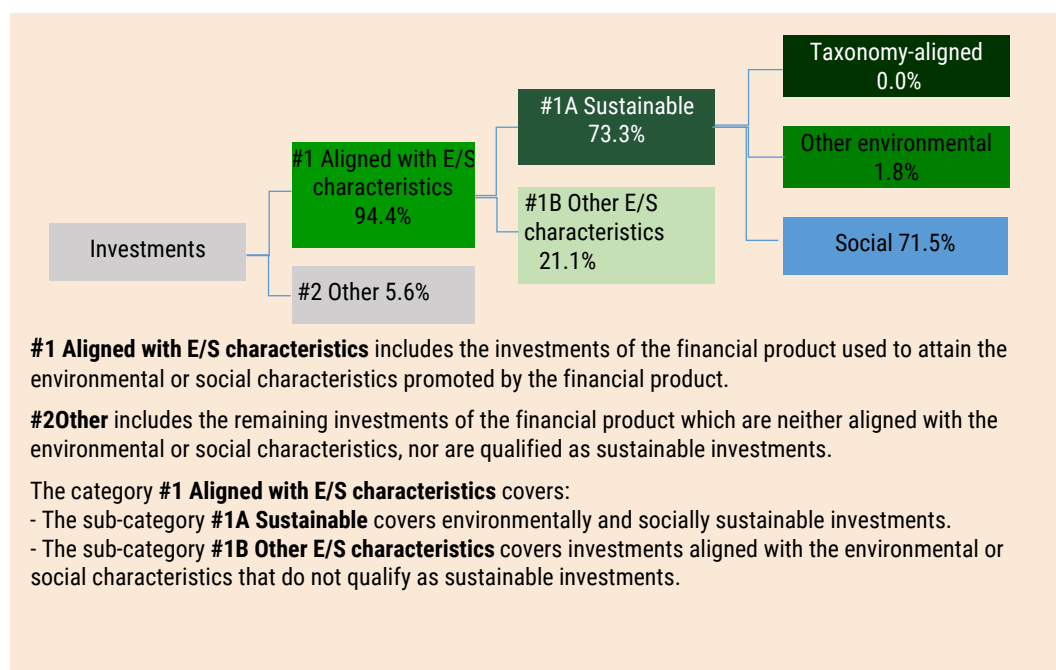 Taxonomy-aligned
0.0%
#1A Sustainable
73.3%
Other environmental
1.8%
#1 Aligned with E/S
characteristics
94.4%
#1B Other E/S
characteristics
21.1%
Social 71.5%
Investments
#2 Other 5.6%
#1 Aligned with E/S characteristics includes the investments of the financial product used to attain the
environmental or social characteristics promoted by the financial product.
#2Other includes the remaining investments of the financial product which are neither aligned with the
environmental or social characteristics, nor are qualified as sustainable investments.
The category #1 Aligned with E/S characteristics covers:
- The sub-category #1A Sustainable covers environmentally and socially sustainable investments.
- The sub-category #1B Other E/S characteristics covers investments aligned with the environmental or
social characteristics that do not qualify as sustainable investments.